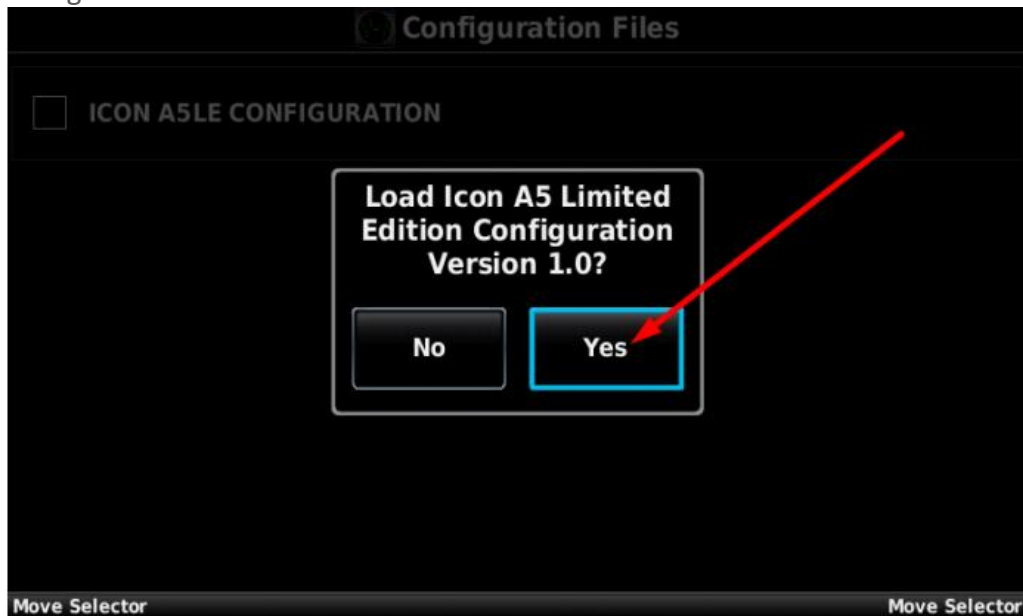 Configuration Files
ICON A5LE CONFIGURATION
Load Icon A5 Limited
Edition Configuration
Version 1.0?
No Yes
Move Selector Move Selector